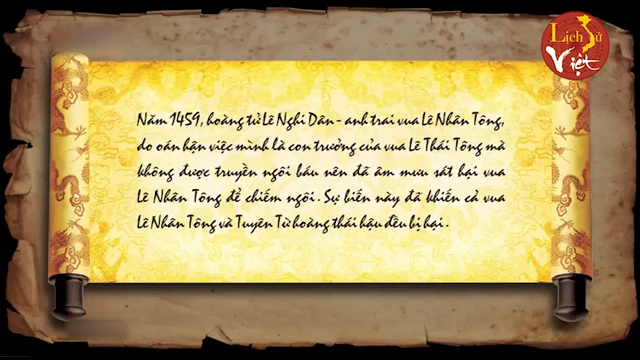 Lịch Sử
Việt
Năm 1459, hoàng tử Lê Nghi Dân - anh trai vua Lê Nhân Tông,
do oán hận việc mình là con trưởng của vua Lê Thái Tông mà
không được truyền ngôi báu nên đã âm mưu sát hại vua
Lê Nhân Tông để chiếm ngôi. Sự biến này đã khiến cả vua
Lê Nhân Tông và Tuyên Từ hoàng thái hậu đều bị hại.